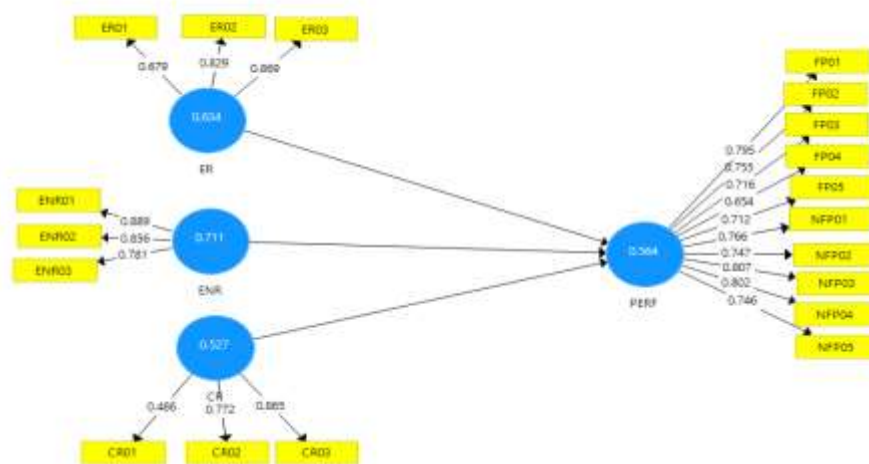 ER01
ER02
ER03
0.679
0.829
0.869
0.634
ER
ENR01
ENR02
ENR03
0.889
0.856
0.781
0.711
ENR
0.527
CR
0.486
0.772
0.865
CR01
CR02
CR03
0.564
PERF
0.795
0.755
0.716
0.654
0.712
0.766
0.747
0.807
0.802
0.746
FP01
FP02
FP03
FP04
FP05
NFP01
NFP02
NFP03
NFP04
NFP05